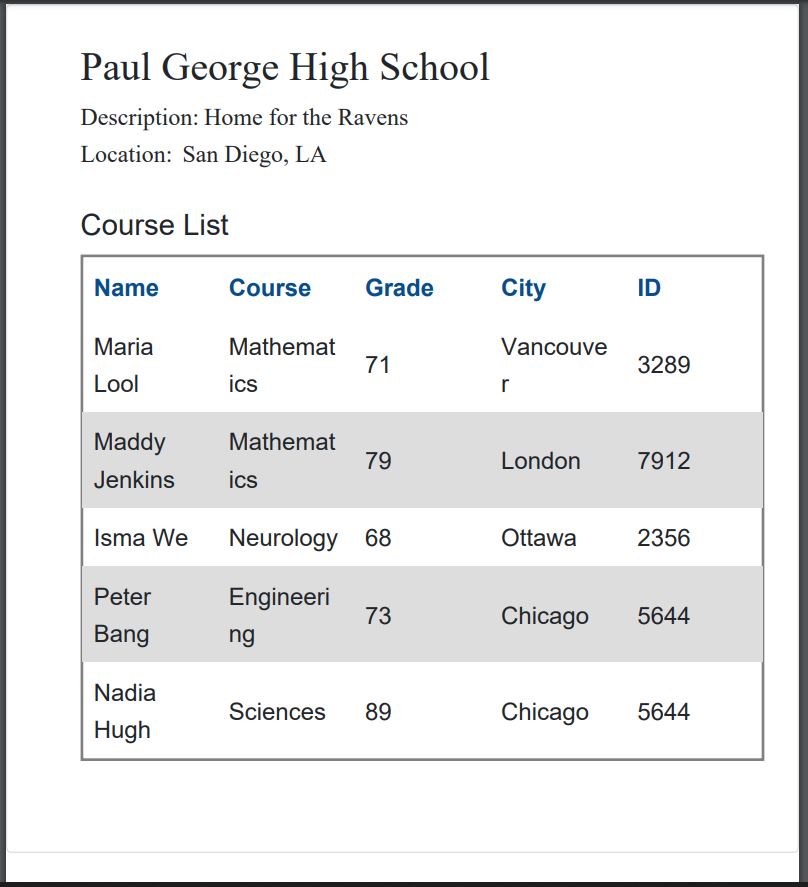 Paul George High School
Description: Home for the Ravens
Location: San Diego, LA
Course List
Name Course Grade City ID
Maria Mathemat Vancouve
71 3289
Lool ics r
Maddy Mathemat
79 London 7912
Jenkins ics
Isma We Neurology 68 Ottawa 2356
Peter Engineeri
73 Chicago 5644
Bang ng
Nadia
Sciences 89 Chicago 5644
Hugh